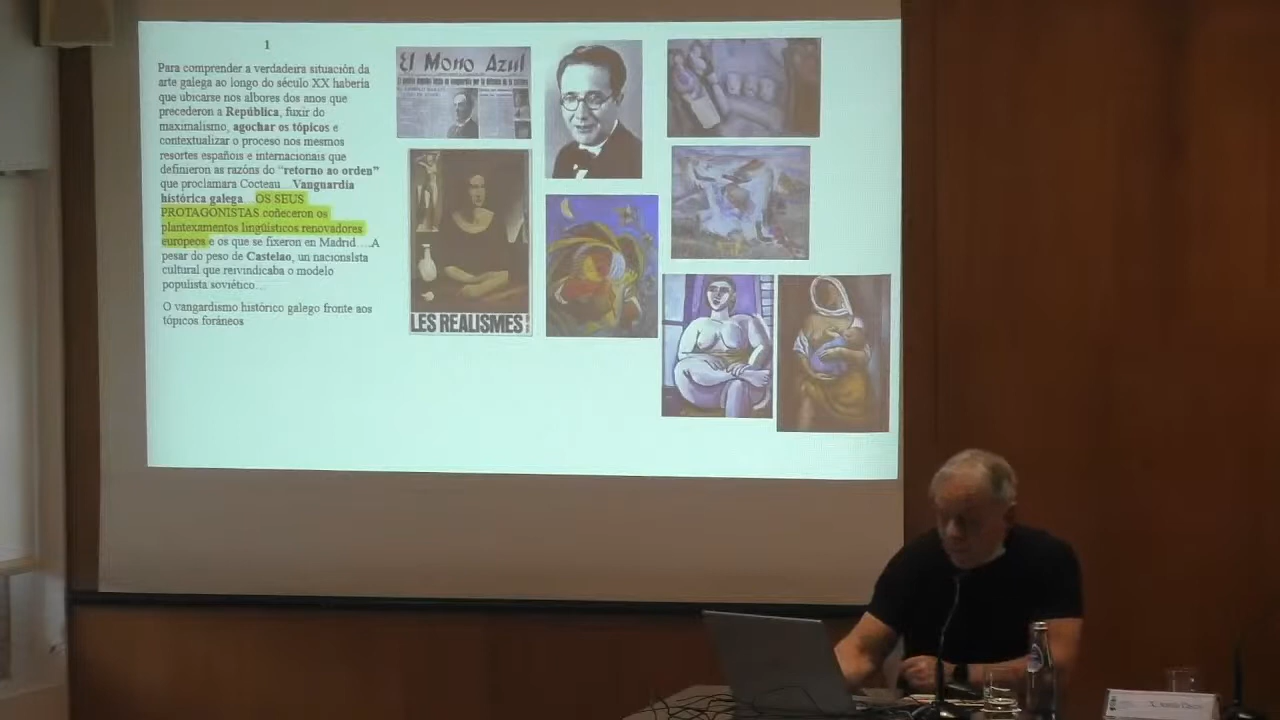 1
Para comprender a verdadeira situación da
arte galega ao longo do século XX habería
que ubicarse nos albores dos anos que
precederon a República, fuxir do
maximalismo, agochar os tópicos e
contextualizar o proceso nos mesmos
resortes españois e internacionais que
definieron as razóns do “retorno ao orden”
que proclamara Cocteau... Vanguardia
histórica galega... OS SEUS
PROTAGONISTAS coñeceron os
plantexamentos lingüísticos renovadores
europeos e os que se fixeron en Madrid ...A
pesar do peso de Castelao, un nacionalsta
cultural que reivindicaba o modelo
populista soviético...
O vangardismo histórico galego fronte aos
tópicos foráneos
El Mono Azul
LES REALISMES